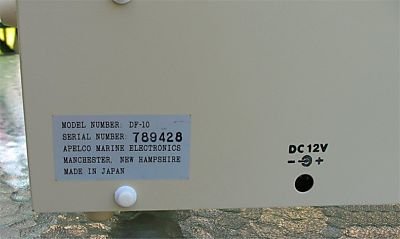 MODEL NUMBER: DF-10
SERIAL NUMBER: 789428
APELCO MARINE ELECTRONICS
MANCHESTER, NEW HAMPSHIRE
MADE IN JAPAN
DC 12V
- +